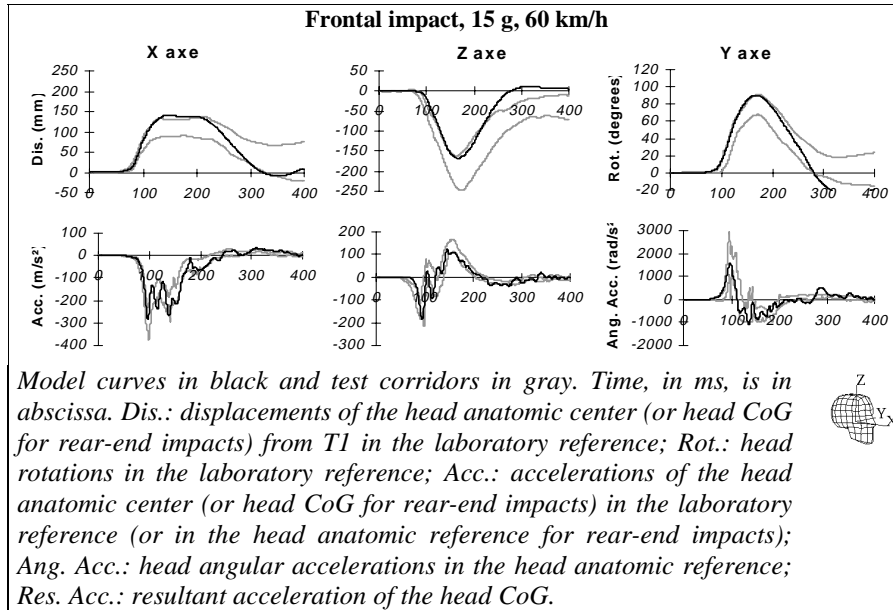 Frontal impact, 15 g, 60 km/h
X axe
Z axe
Y axe
Dis. (mm)
250
200
150
100
50
0
-50
0 100 200 300 400
50
0
-50
-100
-150
-200
-250
0 100 200 300 400
Rot. (degrees)
120
100
80
60
40
20
0
-20
0 100 200 300 400
Acc. (m/s²)
100
0
-100
-200
-300
-400
0 100 200 300 400
200
100
0
-100
-200
-300
0 100 200 300 400
Ang. Acc. (rad/s²
3000
2000
1000
0
-1000
-2000
0 100 200 300 400
Model curves in black and test corridors in gray. Time, in ms, is in
abscissa. Dis.: displacements of the head anatomic center (or head CoG
for rear-end impacts) from T1 in the laboratory reference; Rot.: head
rotations in the laboratory reference; Acc.: accelerations of the head
anatomic center (or head CoG for rear-end impacts) in the laboratory
reference (or in the head anatomic reference for rear-end impacts);
Ang. Acc.: head angular accelerations in the head anatomic reference;
Res. Acc.: resultant acceleration of the head CoG.
Z
Y
X